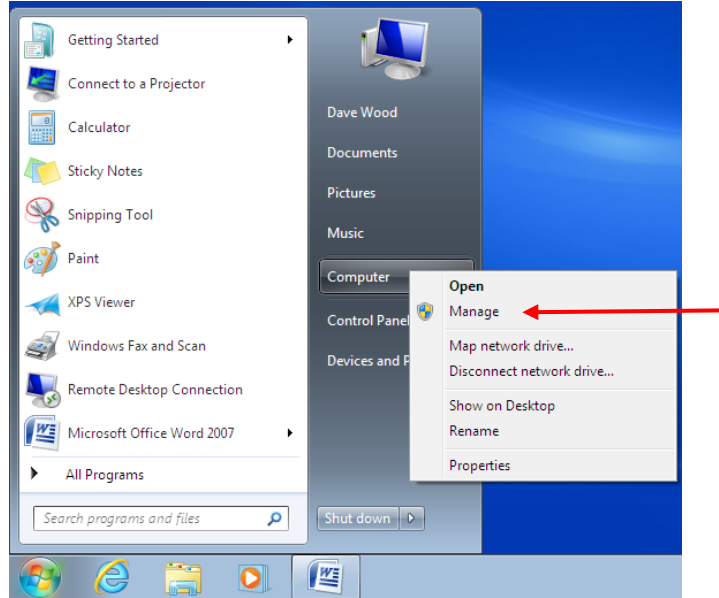 Getting Started
Connect to a Projector
Calculator
Sticky Notes
Snipping Tool
Paint
XPS Viewer
Windows Fax and Scan
Remote Desktop Connection
Microsoft Office Word 2007
All Programs
Search programs and files
Dave Wood
Documents
Pictures
Music
Computer
Control Panel
Devices and P
Shut down
Open
Manage
Map network drive...
Disconnect network drive...
Show on Desktop
Rename
Properties